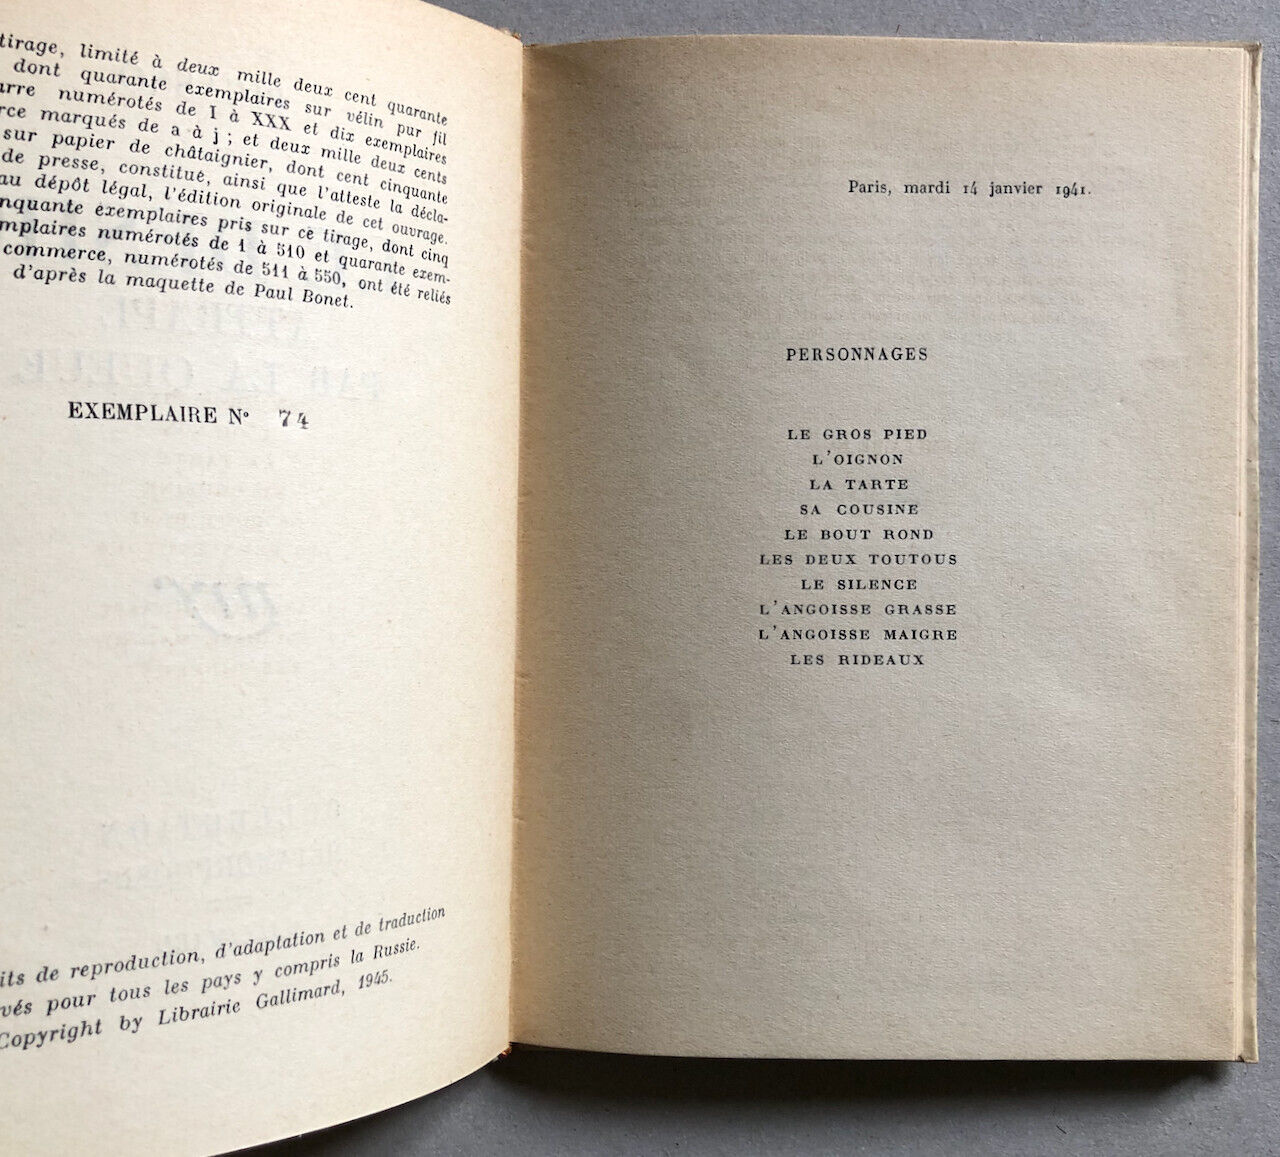 tirage, limité à deux mille deux cent quarante
dont quarante exemplaires sur vélin pur fil
numérotés de I à XXX et dix exemplaires
marqués de a à j ; et deux mille deux cents
sur papier de châtaignier, dont cent cinquante
de presse, constitue, ainsi que l'atteste la décla-
au dépôt légal, l'édition originale de cet ouvrage.
exemplaires pris sur ce tirage, dont cinq
numérotés de 1 à 510 et quarante exem-
commerce, numérotés de 511 à 550, ont été reliés
d'après la maquette de Paul Bonet.
EXEMPLAIRE N° 74
de reproduction, d'adaptation et de traduction
pour tous les pays y compris la Russie.
Copyright by Librairie Gallimard, 1945.
Paris, mardi 14 janvier 1941.
PERSONNAGES
LE GROS PIED
L'OIGNON
LA TARTE
SA COUSINE
LE BOUT ROND
LES DEUX TOUTOUS
LE SILENCE
L'ANGOISSE GRASSE
L'ANGOISSE MAIGRE
LES RIDEAUX